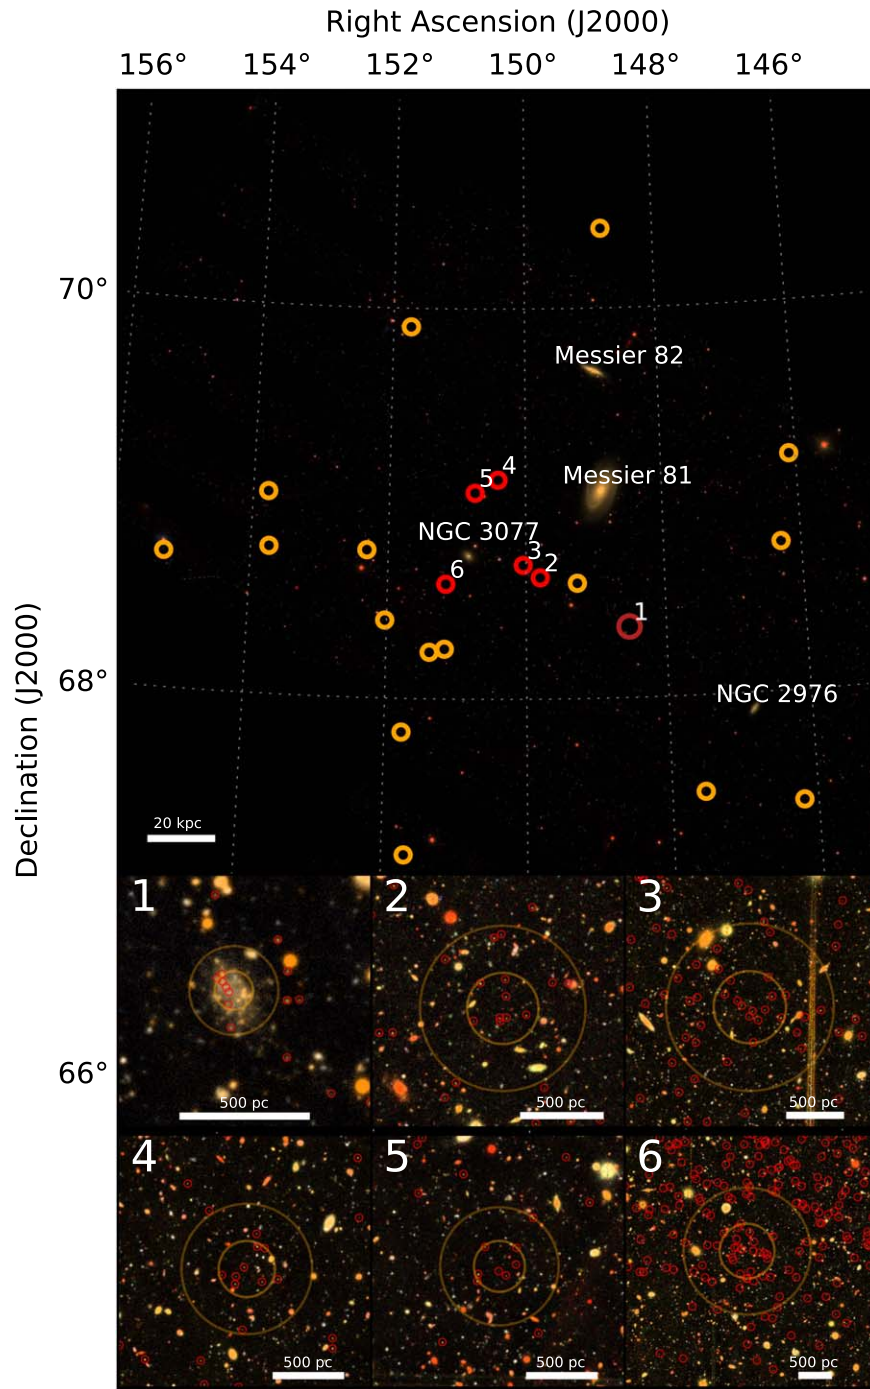 Right Ascension (J2000)
156° 154° 152° 150° 148° 146°
70°
Messier 82
4
5
Messier 81
NGC 3077
3
2
6
1
68°
NGC 2976
Declination (J2000)
20 kpc
1
2
3
500 pc
500 pc
500 pc
66°
4
5
6
500 pc
500 pc
500 pc